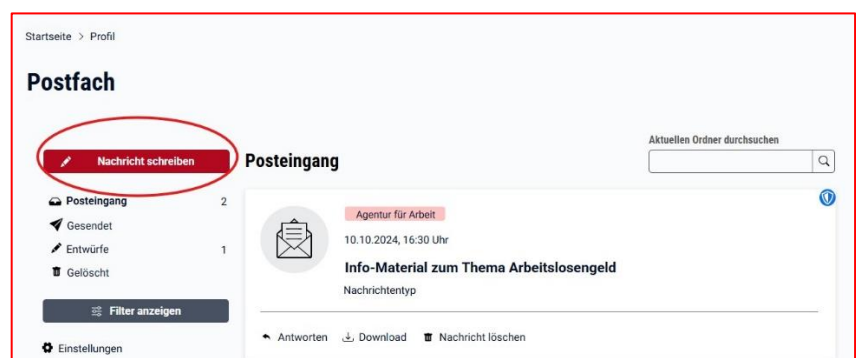 Startseite > Profil
Postfach
Nachricht schreiben
Posteingang 2
Gesendet
Entwürfe 1
Gelöscht
Filter anzeigen
Einstellungen
Posteingang
Aktuellen Ordner durchsuchen
Agentur für Arbeit
10.10.2024, 16:30 Uhr
Info-Material zum Thema Arbeitslosengeld
Nachrichtentyp
Antworten Download Nachricht löschen